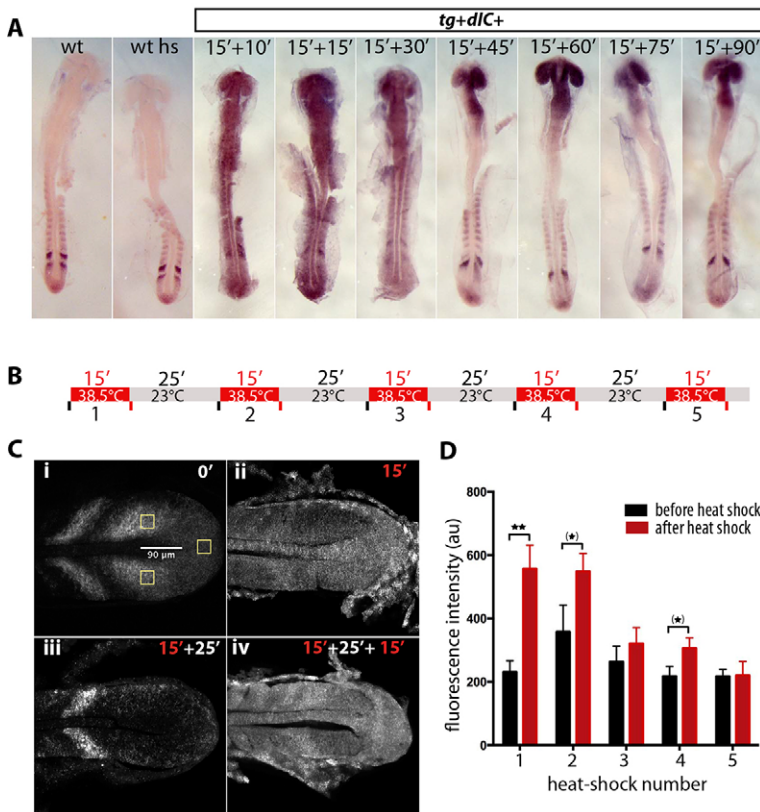 tg+dlC+
A
wt
wt hs
15′+10′
15′+15′
15′+30′
15′+45′
15′+60′
15′+75′
15′+90′
B
15′ 25′ 15′ 25′ 15′ 25′ 15′ 25′ 15′
38.5°C 23°C 38.5°C 23°C 38.5°C 23°C 38.5°C 23°C 38.5°C
1 2 3 4 5
C
i 0′
90 µm
ii 15′
iii 15′+25′
iv 15′+25′+ 15′
D
fluorescence intensity (au)
800
600
400
200
0
before heat shock
after heat shock
★★
(★)
(★)
1 2 3 4 5
heat-shock number